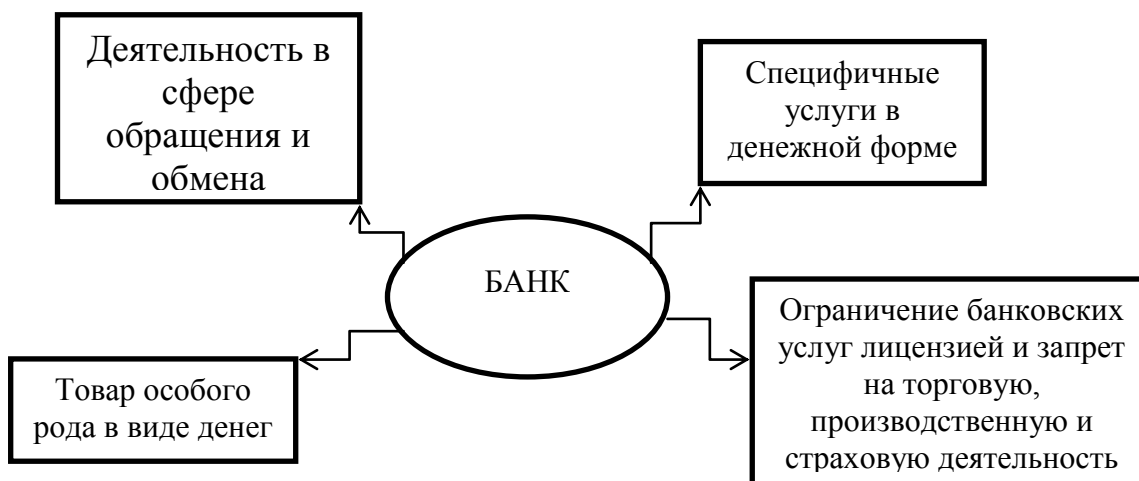 Деятельность в
сфере
обращения и
обмена
Специфичные
услуги в
денежной форме
БАНК
Товар особого
рода в виде денег
Ограничение банковских
услуг лицензией и запрет
на торговую,
производственную и
страховую деятельность